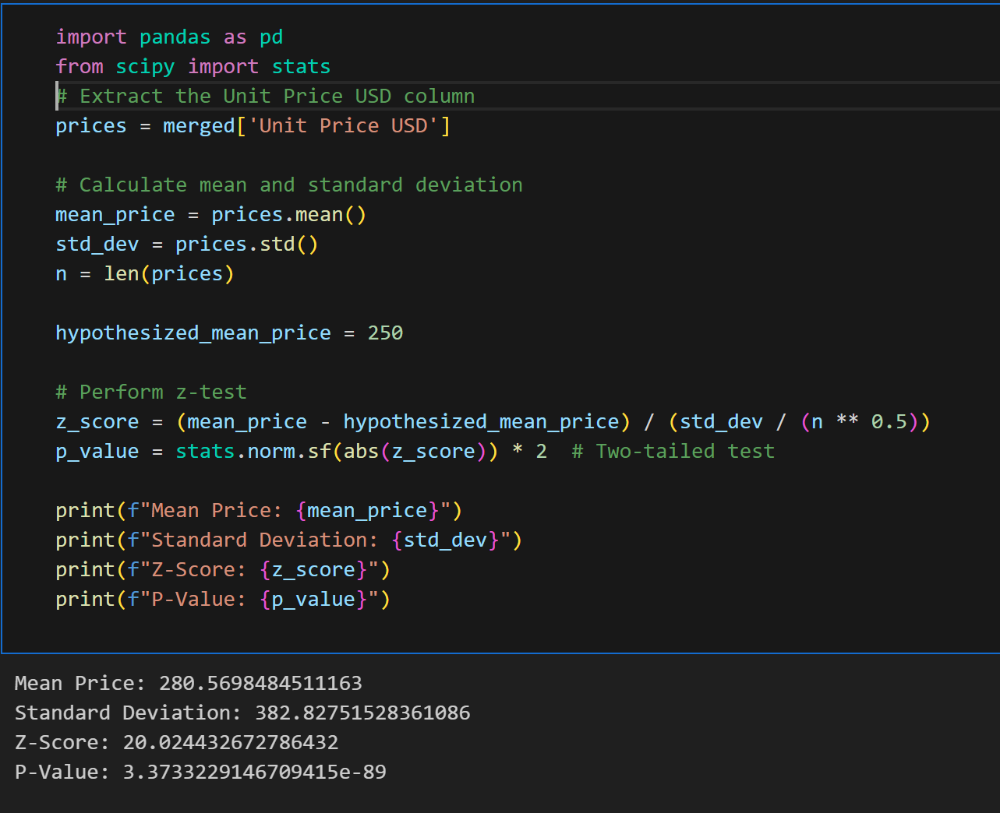 import pandas as pd
from scipy import stats
# Extract the Unit Price USD column
prices = merged['Unit Price USD']
# Calculate mean and standard deviation
mean_price = prices.mean()
std_dev = prices.std()
n = len(prices)
hypothesized_mean_price = 250
# Perform z-test
z_score = (mean_price - hypothesized_mean_price) / (std_dev / (n ** 0.5))
p_value = stats.norm.sf(abs(z_score)) * 2  # Two-tailed test
print(f"Mean Price: {mean_price}")
print(f"Standard Deviation: {std_dev}")
print(f"Z-Score: {z_score}")
print(f"P-Value: {p_value}")
Mean Price: 280.5698484511163
Standard Deviation: 382.82751528361086
Z-Score: 20.024432672786432
P-Value: 3.3733229146709415e-89